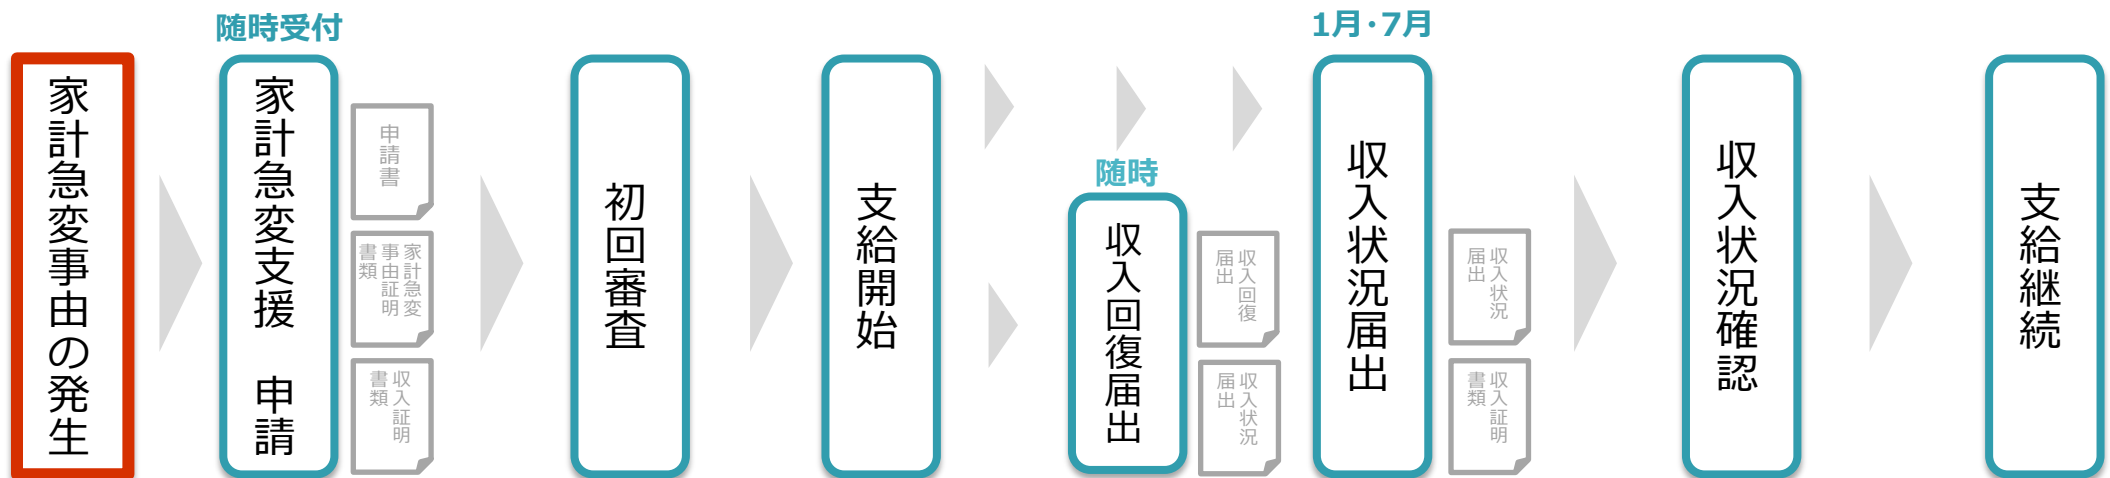 随時受付
1月・7月
家計急変事由の発生
家計急変支援　申請
申請書
家計急変
事由証明
書類
収入証明
書類
初回審査
支給開始
随時
収入回復届出
収入回復
届出
収入状況
届出
収入状況届出
収入状況
届出
収入証明
書類
収入状況確認
支給継続